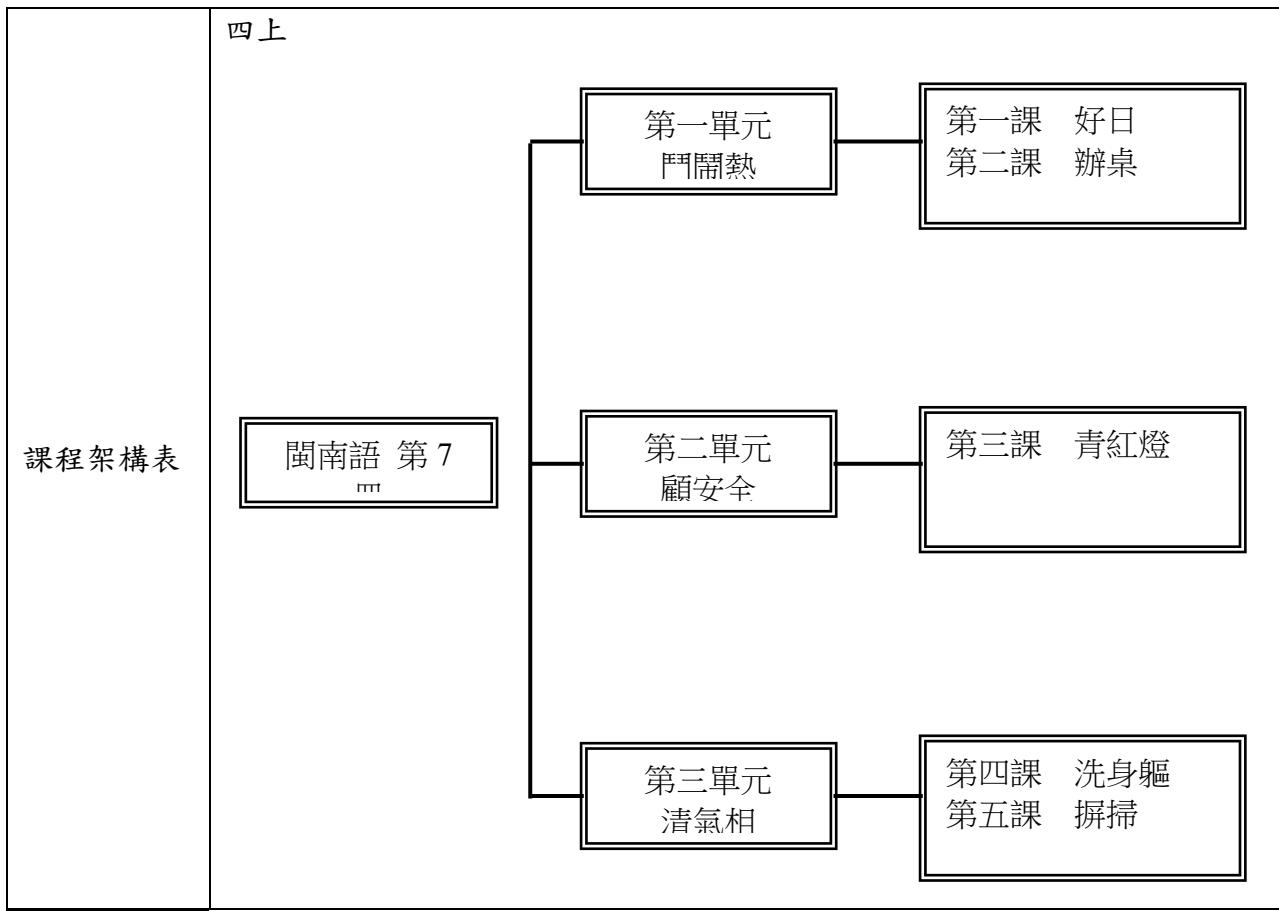 課程架構表
四上
閩南語 第 7
第一單元
鬥鬧熱
第一課 好日
第二課 辦桌
第二單元
顧安全
第三課 青紅燈
第三單元
清氣相
第四課 洗身軀
第五課 摒掃